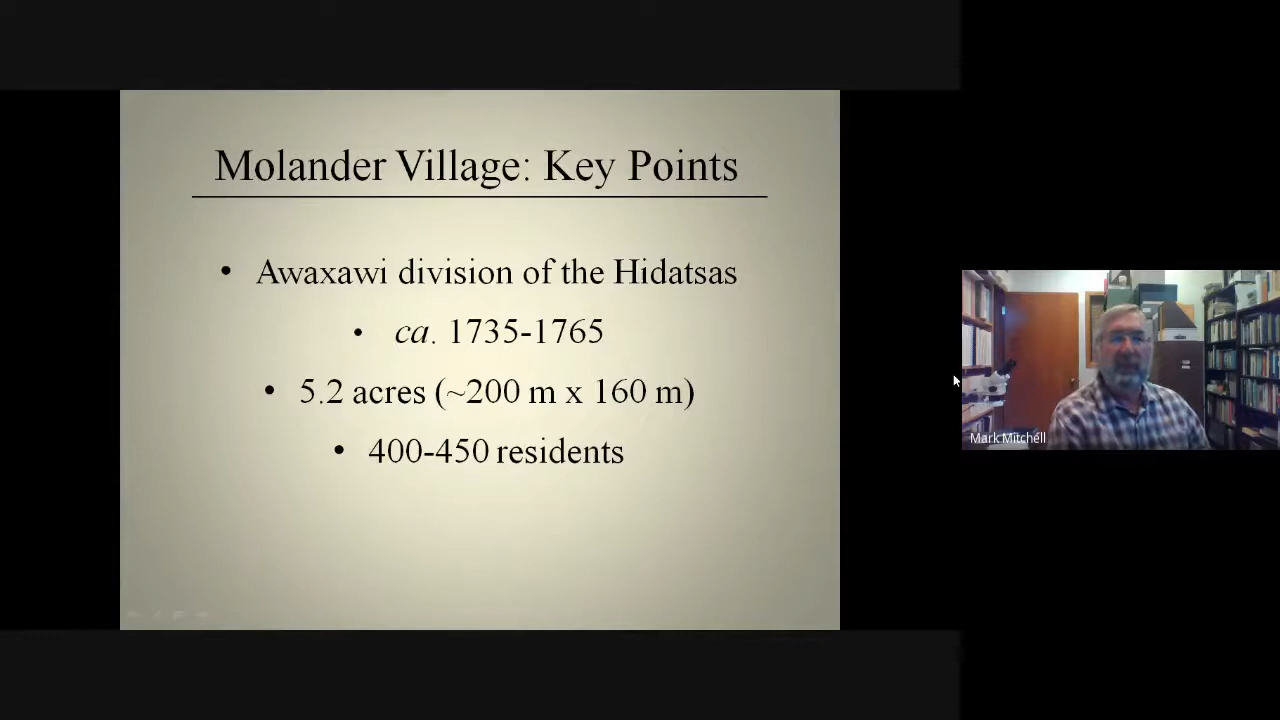 Molander Village: Key Points
• Awaxawi division of the Hidatsas
• ca. 1735-1765
• 5.2 acres (~200 m x 160 m)
• 400-450 residents
Mark Mitchell